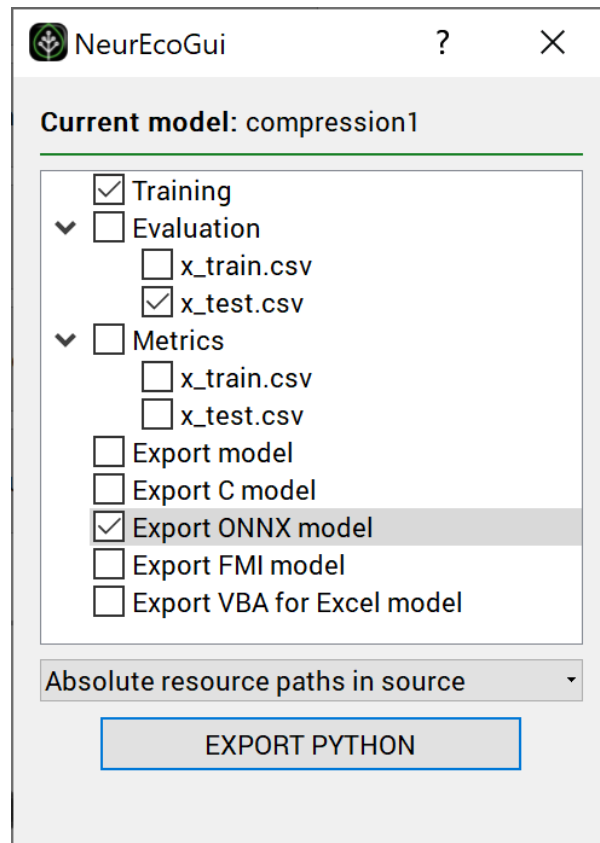 NeurEcoGui
?
Current model: compression1
Training
Evaluation
x_train.csv
x_test.csv
Metrics
x_train.csv
x_test.csv
Export model
Export C model
Export ONNX model
Export FMI model
Export VBA for Excel model
Absolute resource paths in source
EXPORT PYTHON